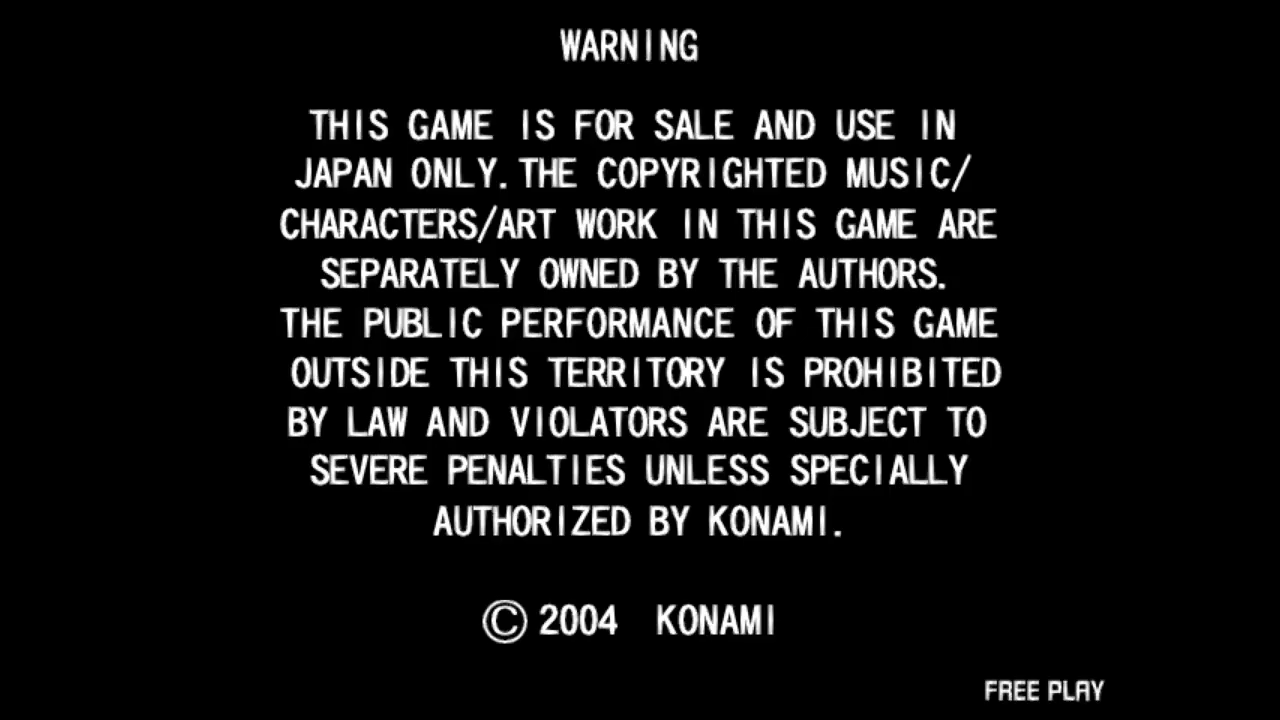 WARNING
THIS GAME IS FOR SALE AND USE IN
JAPAN ONLY. THE COPYRIGHTED MUSIC/
CHARACTERS/ART WORK IN THIS GAME ARE
SEPARATELY OWNED BY THE AUTHORS.
THE PUBLIC PERFORMANCE OF THIS GAME
OUTSIDE THIS TERRITORY IS PROHIBITED
BY LAW AND VIOLATORS ARE SUBJECT TO
SEVERE PENALTIES UNLESS SPECIALLY
AUTHORIZED BY KONAMI.
© 2004 KONAMI
FREE PLAY